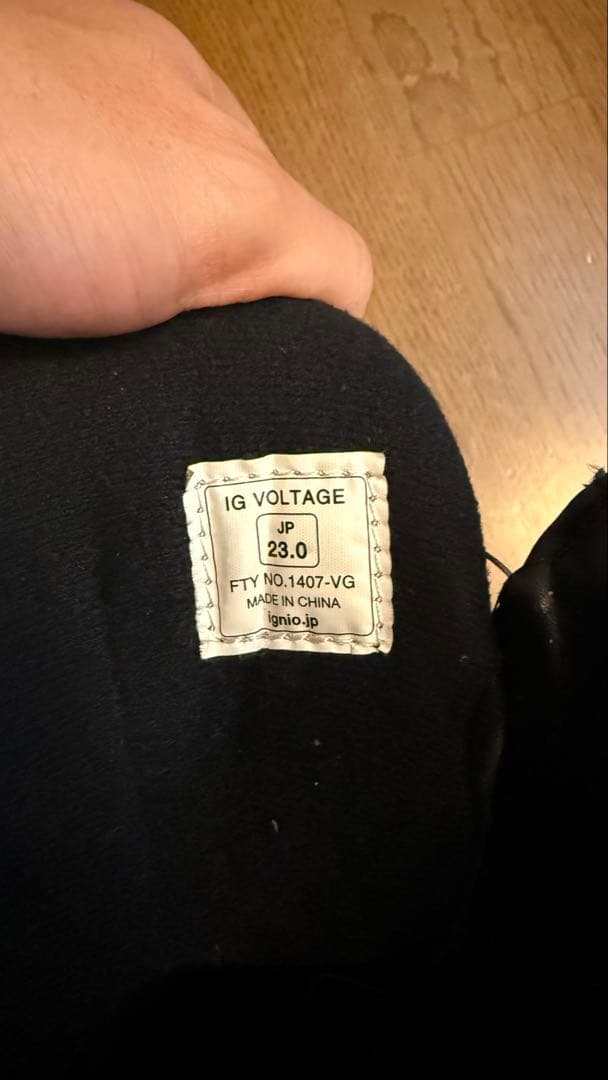 IG VOLTAGE
JP
23.0
FTY NO.1407-VG
MADE IN CHINA
ignio.jp